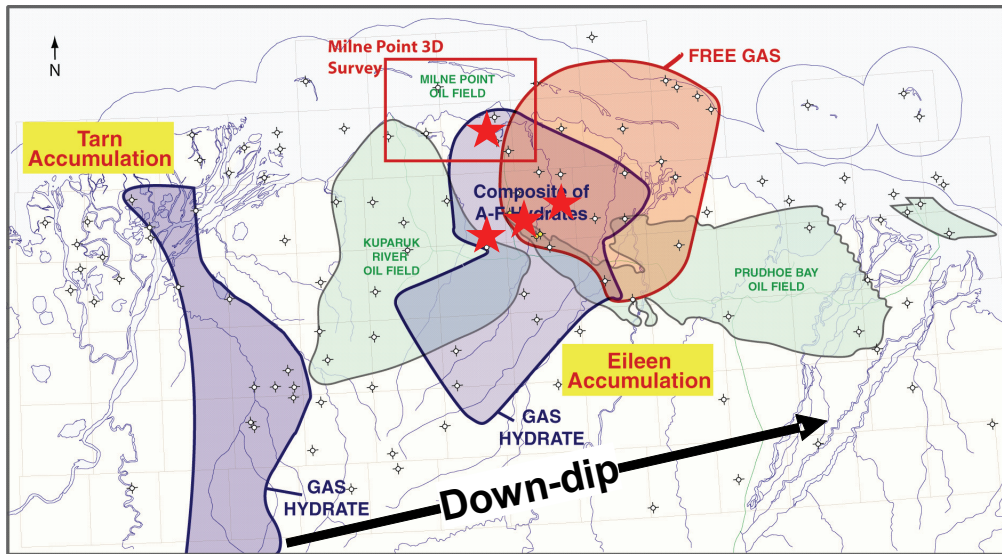 N
Milne Point 3D
Survey
MILNE POINT
OIL FIELD
FREE GAS
Tarn
Accumulation
Composite of
A-F Hydrates
KUPARUK
RIVER
OIL FIELD
PRUDHOE BAY
OIL FIELD
Eileen
Accumulation
GAS
HYDRATE
GAS
HYDRATE
Down-dip